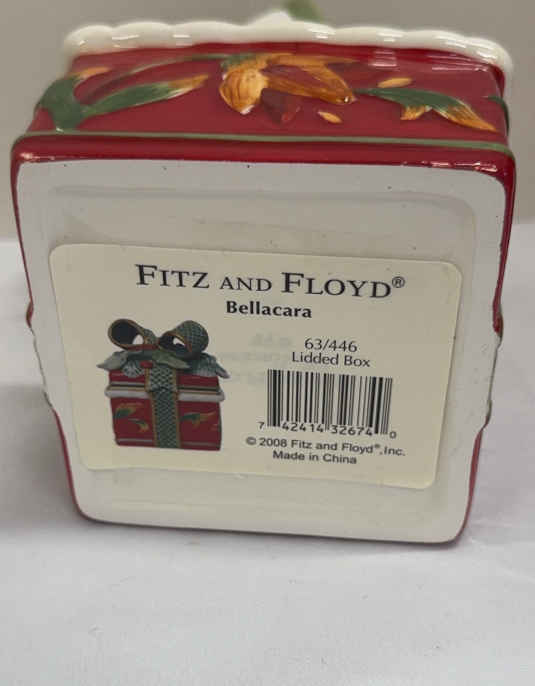 FITZ AND FLOYD®
Bellacara
63/446
Lidded Box
7 42414 32674 0
© 2008 Fitz and Floyd®, Inc.
Made in China